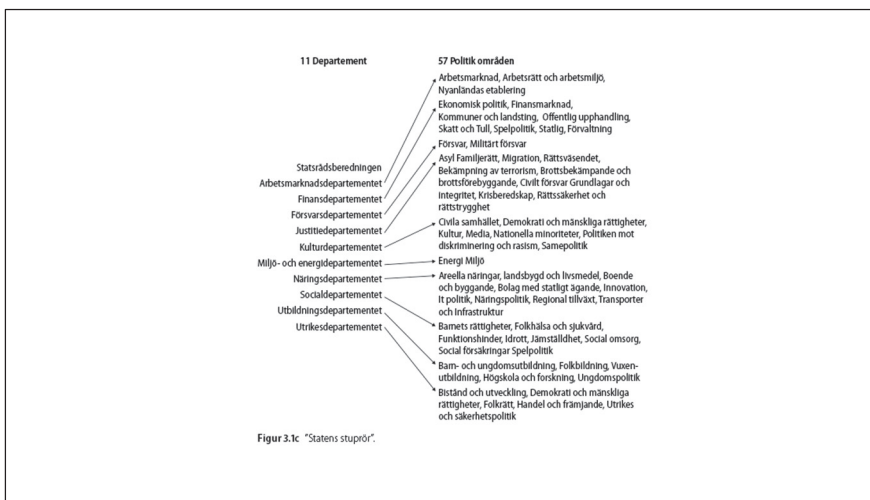 11 Departement
57 Politik områden
Statsrådsberedningen
Arbetsmarknadsdepartementet
Finansdepartementet
Försvarsdepartementet
Justitiedepartementet
Kulturdepartementet
Miljö- och energidepartementet
Näringsdepartementet
Socialdepartementet
Utbildningsdepartementet
Utrikesdepartementet
Arbetsmarknad, Arbetsrätt och arbetsmiljö,
Nyanländas etablering
Ekonomisk politik, Finansmarknad,
Kommuner och landsting, Offentlig upphandling,
Skatt och Tull, Spelpolitik, Statlig, Förvaltning
Försvar, Militärt försvar
Asyl Familjerätt, Migration, Rättsväsendet,
Bekämpning av terrorism, Brottsbekämpande och
brottsförebyggande, Civilt försvar Grundlagar och
integritet, Krisberedskap, Rättssäkerhet och
rättstrygghet
Civila samhället, Demokrati och mänskliga rättigheter,
Kultur, Media, Nationella minoriteter, Politiken mot
diskriminering och rasism, Samepolitik
Energi Miljö
Areella näringar, landsbygd och livsmedel, Boende
och byggande, Bolag med statligt ägande, Innovation,
It politik, Näringspolitik, Regional tillväxt, Transporter
och Infrastruktur
Barnets rättigheter, Folkhälsa och sjukvård,
Funktionshinder, Idrott, Jämställdhet, Social omsorg,
Social försäkringar Spelpolitik
Barn- och ungdomsutbildning, Folkbildning, Vuxen-
utbildning, Högskola och forskning, Ungdomspolitik
Bistånd och utveckling, Demokrati och mänskliga
rättigheter, Folkrätt, Handel och främjande, Utrikes
och säkerhetspolitik
Figur 3.1c "Statens stuprör".